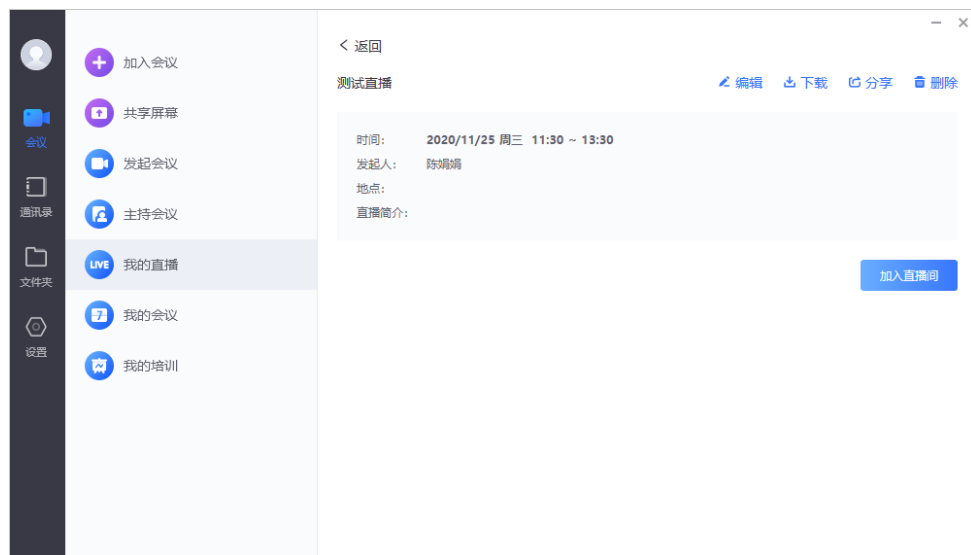 会议
通讯录
文件夹
设置
加入会议
共享屏幕
发起会议
主持会议
LIVE 我的直播
7 我的会议
我的培训
返回
测试直播 编辑 下载 分享 删除
时间: 2020/11/25 周三 11:30 ~ 13:30
发起人: 陈娟娟
地点:
直播简介:
加入直播间